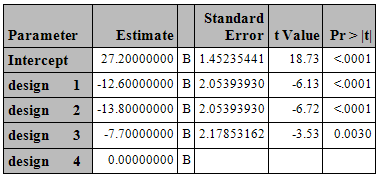 Parameter Estimate Standard Error t Value Pr > |t|
Intercept 27.20000000 B 1.45235441 18.73 <.0001
design 1 -12.60000000 B 2.05393930 -6.13 <.0001
design 2 -13.80000000 B 2.05393930 -6.72 <.0001
design 3 -7.70000000 B 2.17853162 -3.53 0.0030
design 4 0.00000000 B